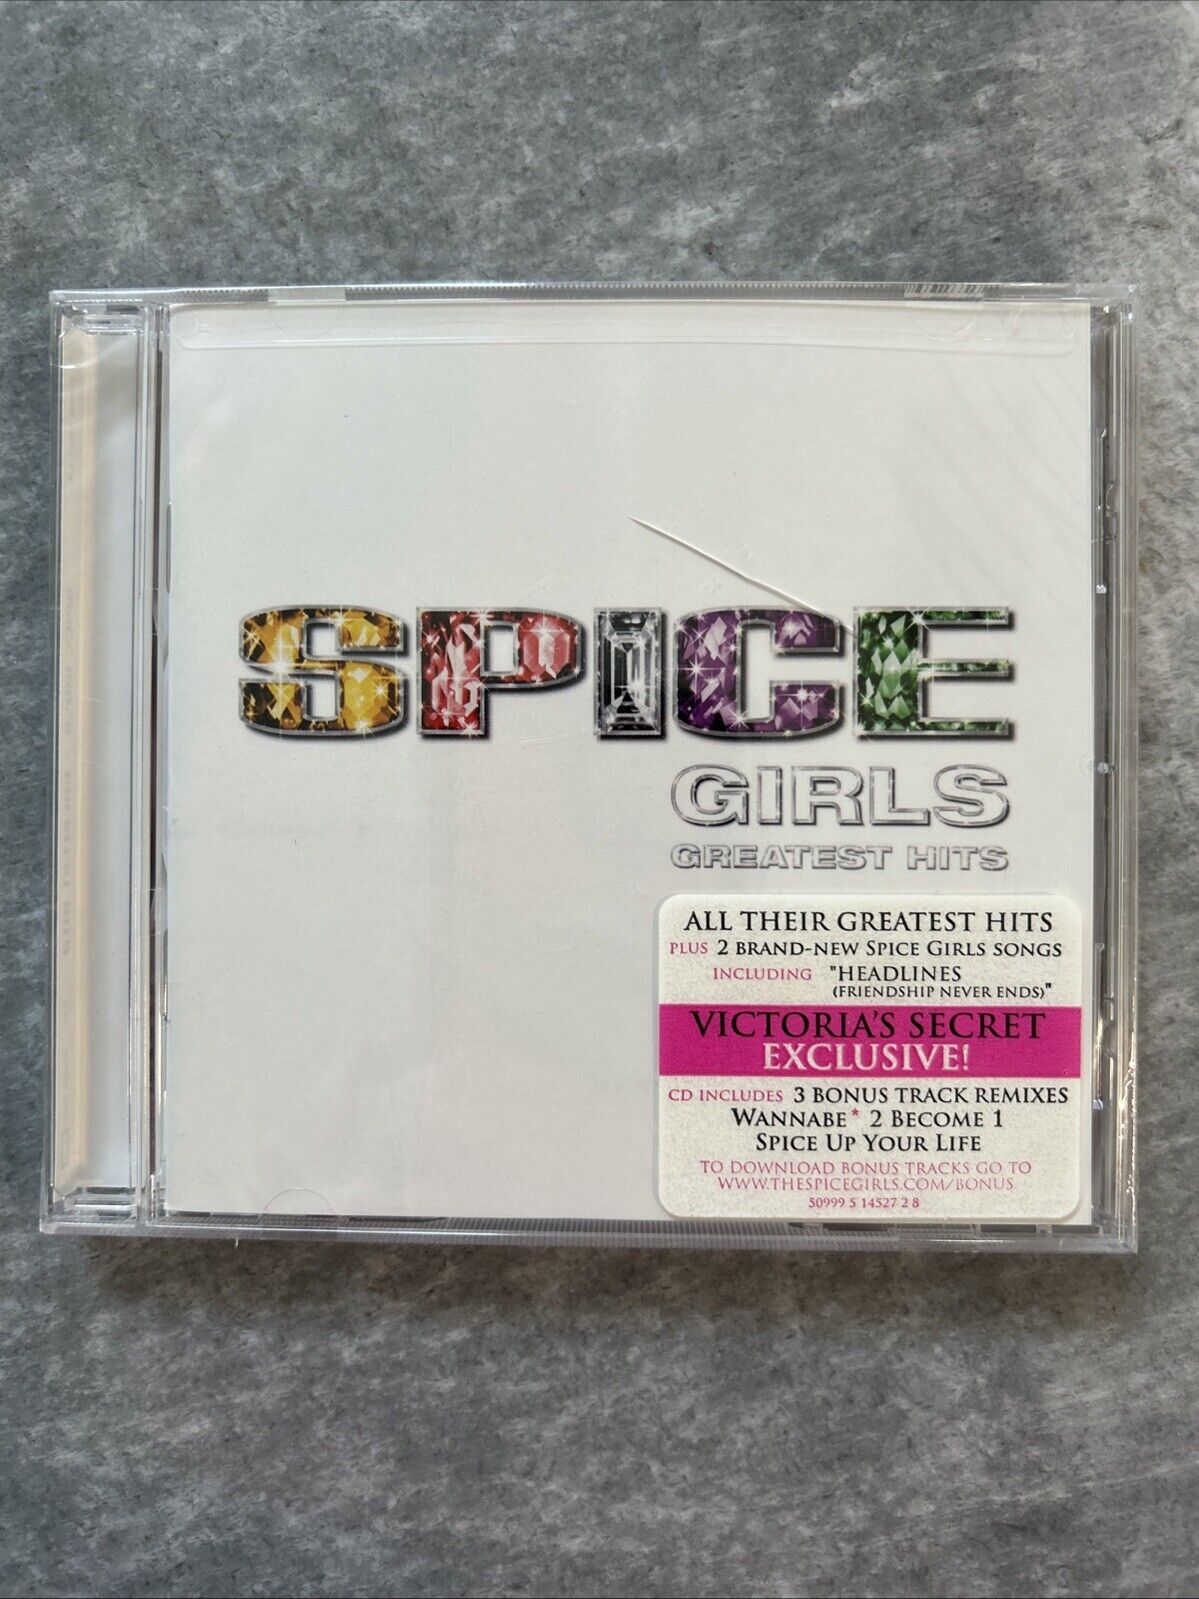 SPICE
GIRLS
GREATEST HITS
ALL THEIR GREATEST HITS
PLUS 2 BRAND-NEW SPICE GIRLS SONGS
INCLUDING "HEADLINES
(FRIENDSHIP NEVER ENDS)"
VICTORIA'S SECRET
EXCLUSIVE!
CD INCLUDES 3 BONUS TRACK REMIXES
WANNABE * 2 BECOME 1
SPICE UP YOUR LIFE
TO DOWNLOAD BONUS TRACKS GO TO
WWW.THESPICEGIRLS.COM/BONUS
50999 5 14527 2 8